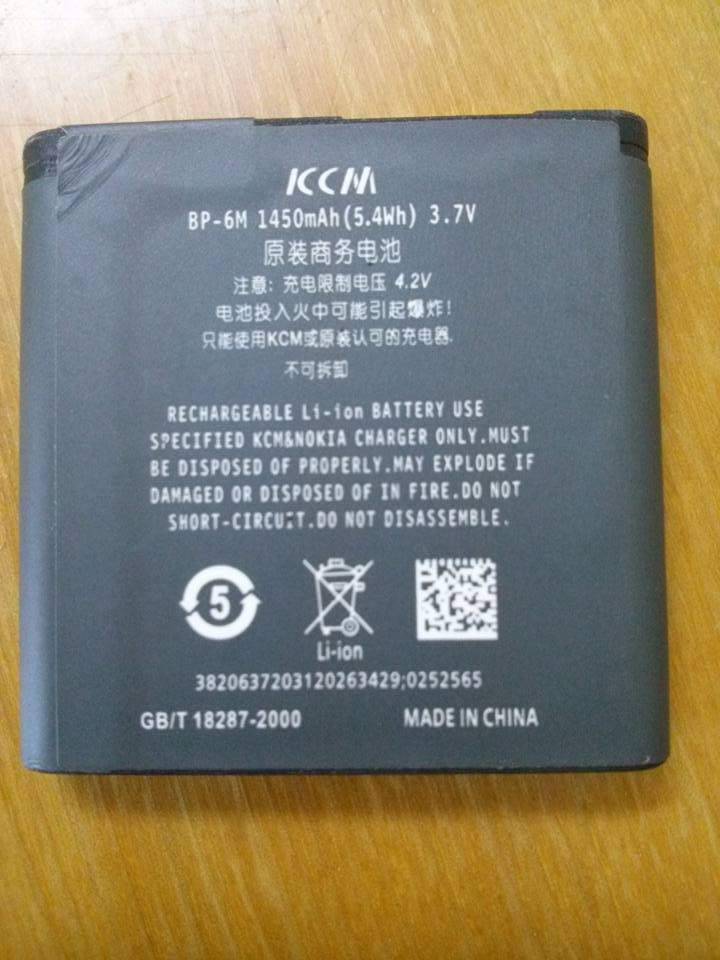 KCM
BP-6M 1450mAh(5.4Wh) 3.7V
原装商务电池
注意: 充电限制电压 4.2V
电池投入火中可能引起爆炸!
只能使用KCM或原装认可的充电器.
不可拆卸
RECHARGEABLE Li-ion BATTERY USE
SPECIFIED KCM&NOKIA CHARGER ONLY.MUST
BE DISPOSED OF PROPERLY.MAY EXPLODE IF
DAMAGED OR DISPOSED OF IN FIRE.DO NOT
SHORT-CIRCUIT.DO NOT DISASSEMBLE.
5
Li-ion
3820637203120263429;0252565
GB/T 18287-2000 MADE IN CHINA